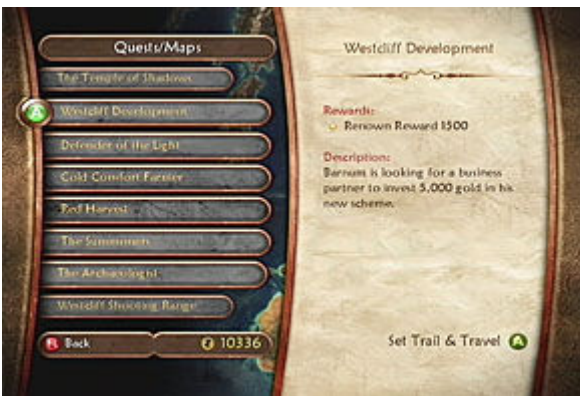 Quests/Maps
The Temple of Shadows
A
Westcliff Development
Defender of the Light
Cold Comfort Farmer
Red Harvest
The Summoners
The Archaeologist
Westcliff Shooting Range
B Back
10336
Westcliff Development
Rewards:
Renown Reward 1500
Description:
Barnum is looking for a business
partner to invest 5,000 gold in his
new scheme.
Set Trail & Travel A